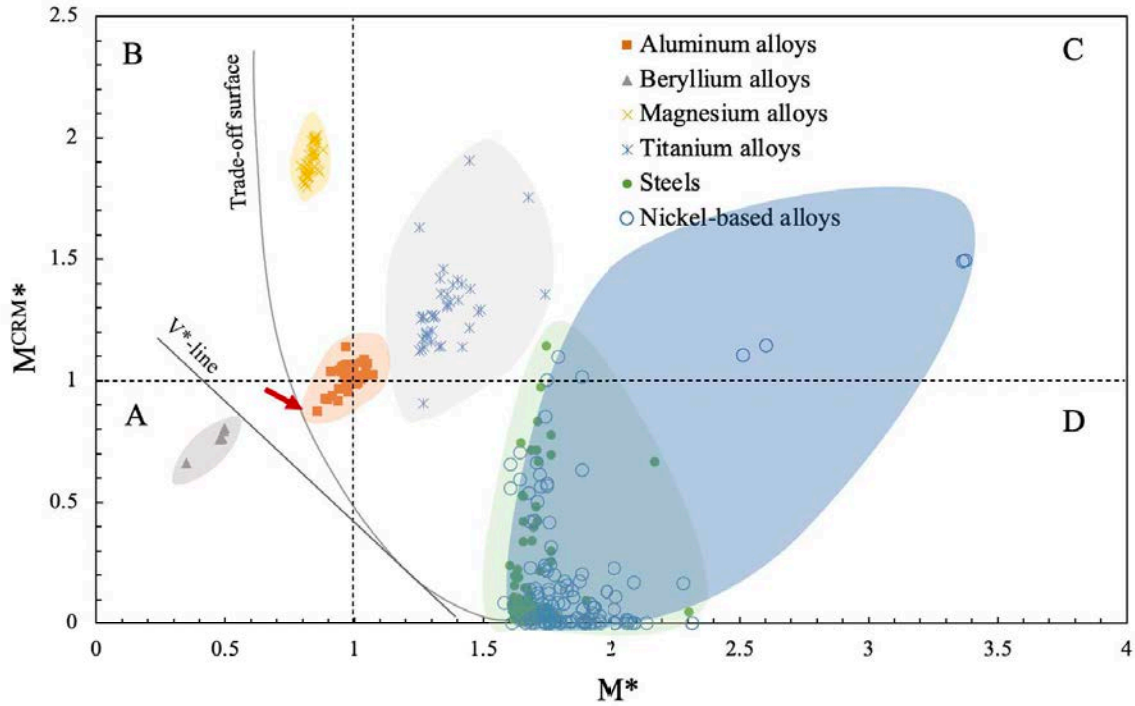 2.5
2
1.5
1
0.5
0
M^CRM*
B
C
A
D
Trade-off surface
V*-line
Aluminum alloys
Beryllium alloys
Magnesium alloys
Titanium alloys
Steels
Nickel-based alloys
0 0.5 1 1.5 2 2.5 3 3.5 4
M*